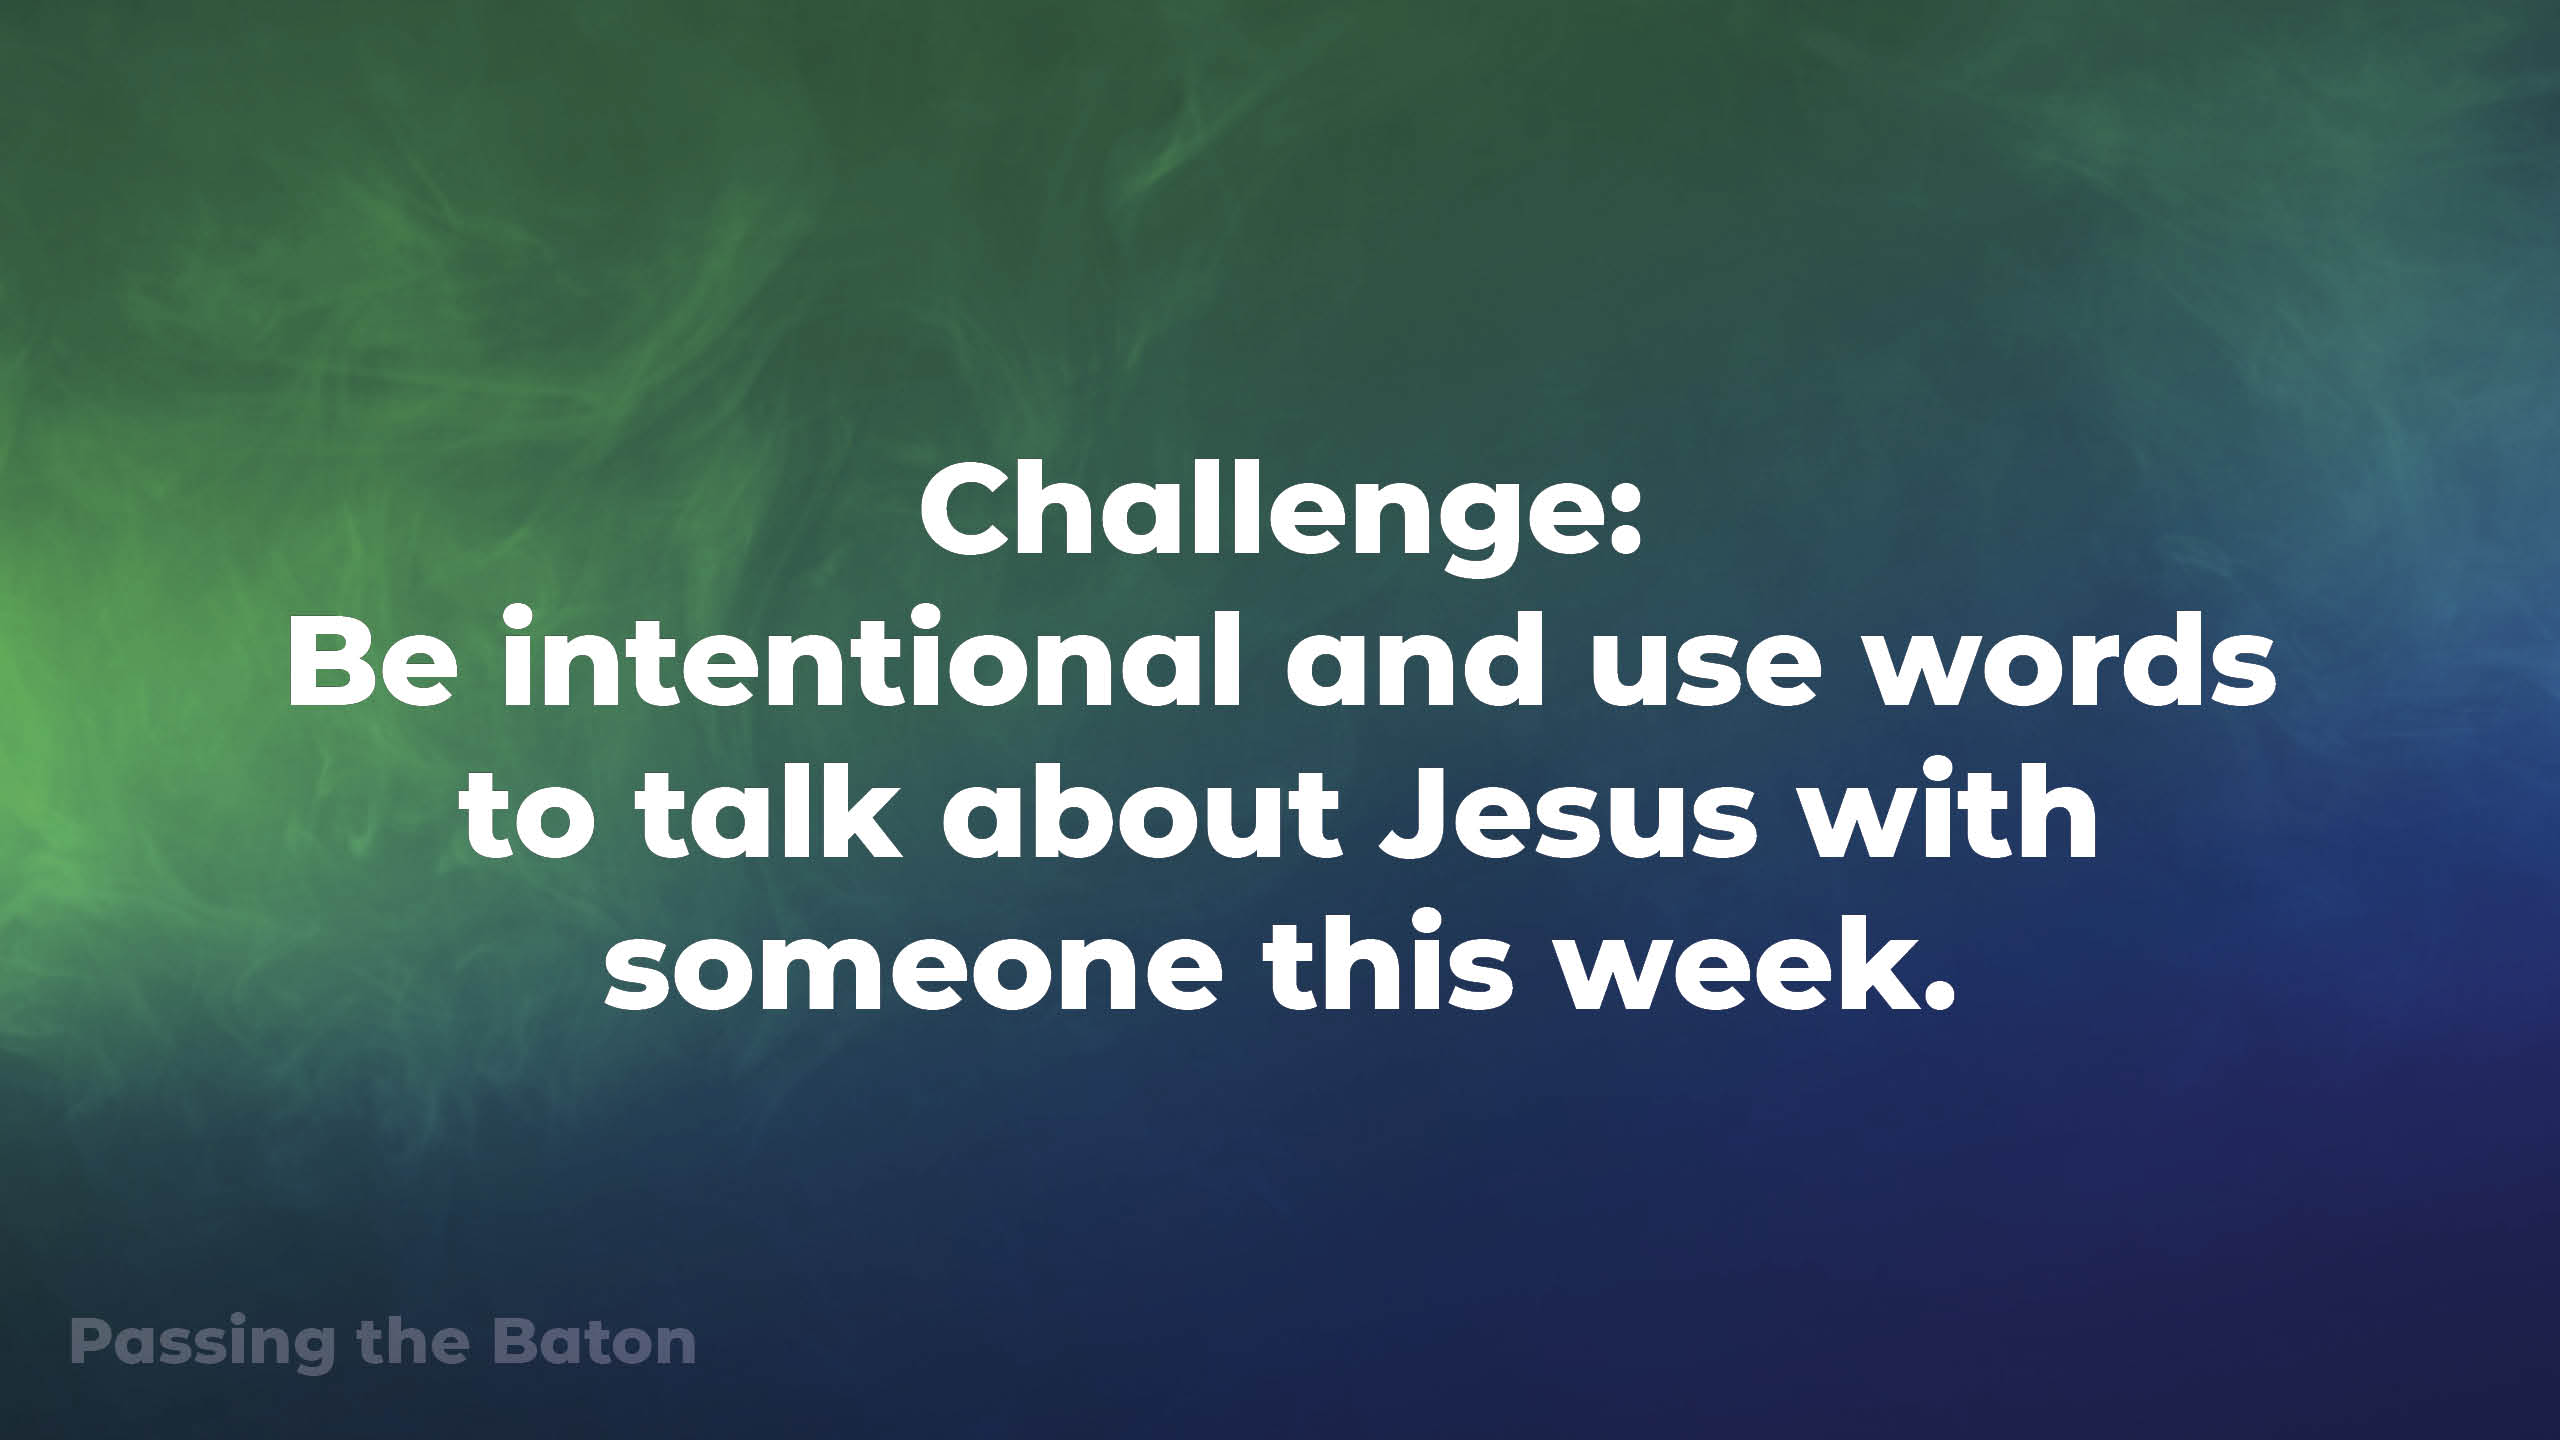 Challenge:
Be intentional and use words
to talk about Jesus with
someone this week.
Passing the Baton